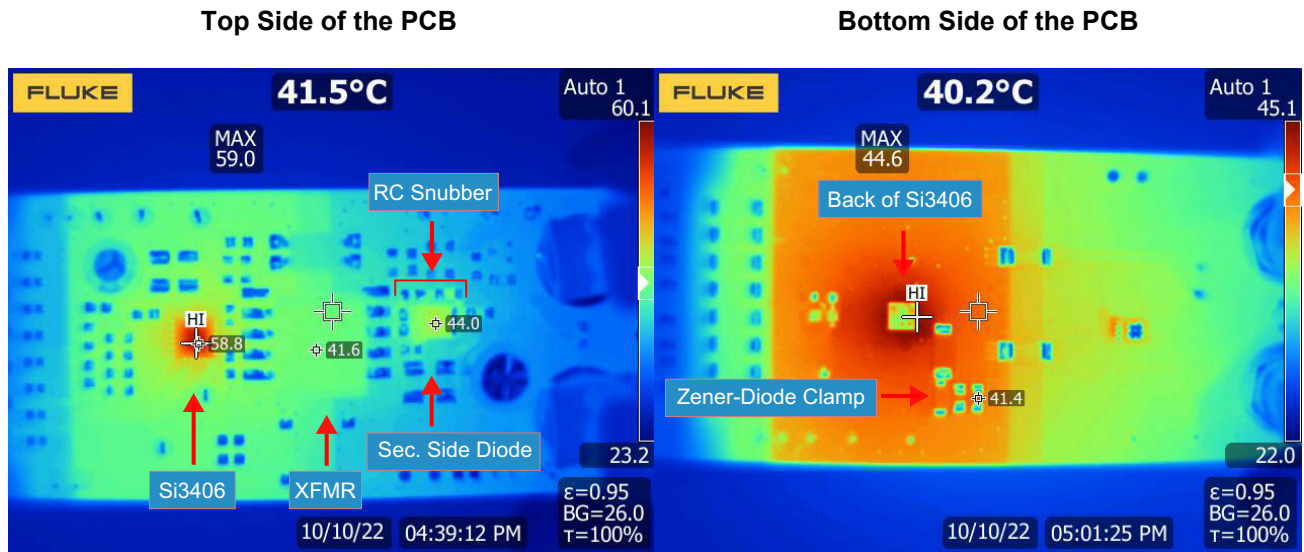 Top Side of the PCB
Bottom Side of the PCB
FLUKE
41.5°C
Auto 1
60.1
MAX
59.0
RC Snubber
HI
58.8
41.6
44.0
Si3406
XFMR
Sec. Side Diode
23.2
ε=0.95
BG=26.0
τ=100%
10/10/22 04:39:12 PM
FLUKE
40.2°C
Auto 1
45.1
MAX
44.6
Back of Si3406
HI
Zener-Diode Clamp
41.4
22.0
ε=0.95
BG=26.0
τ=100%
10/10/22 05:01:25 PM